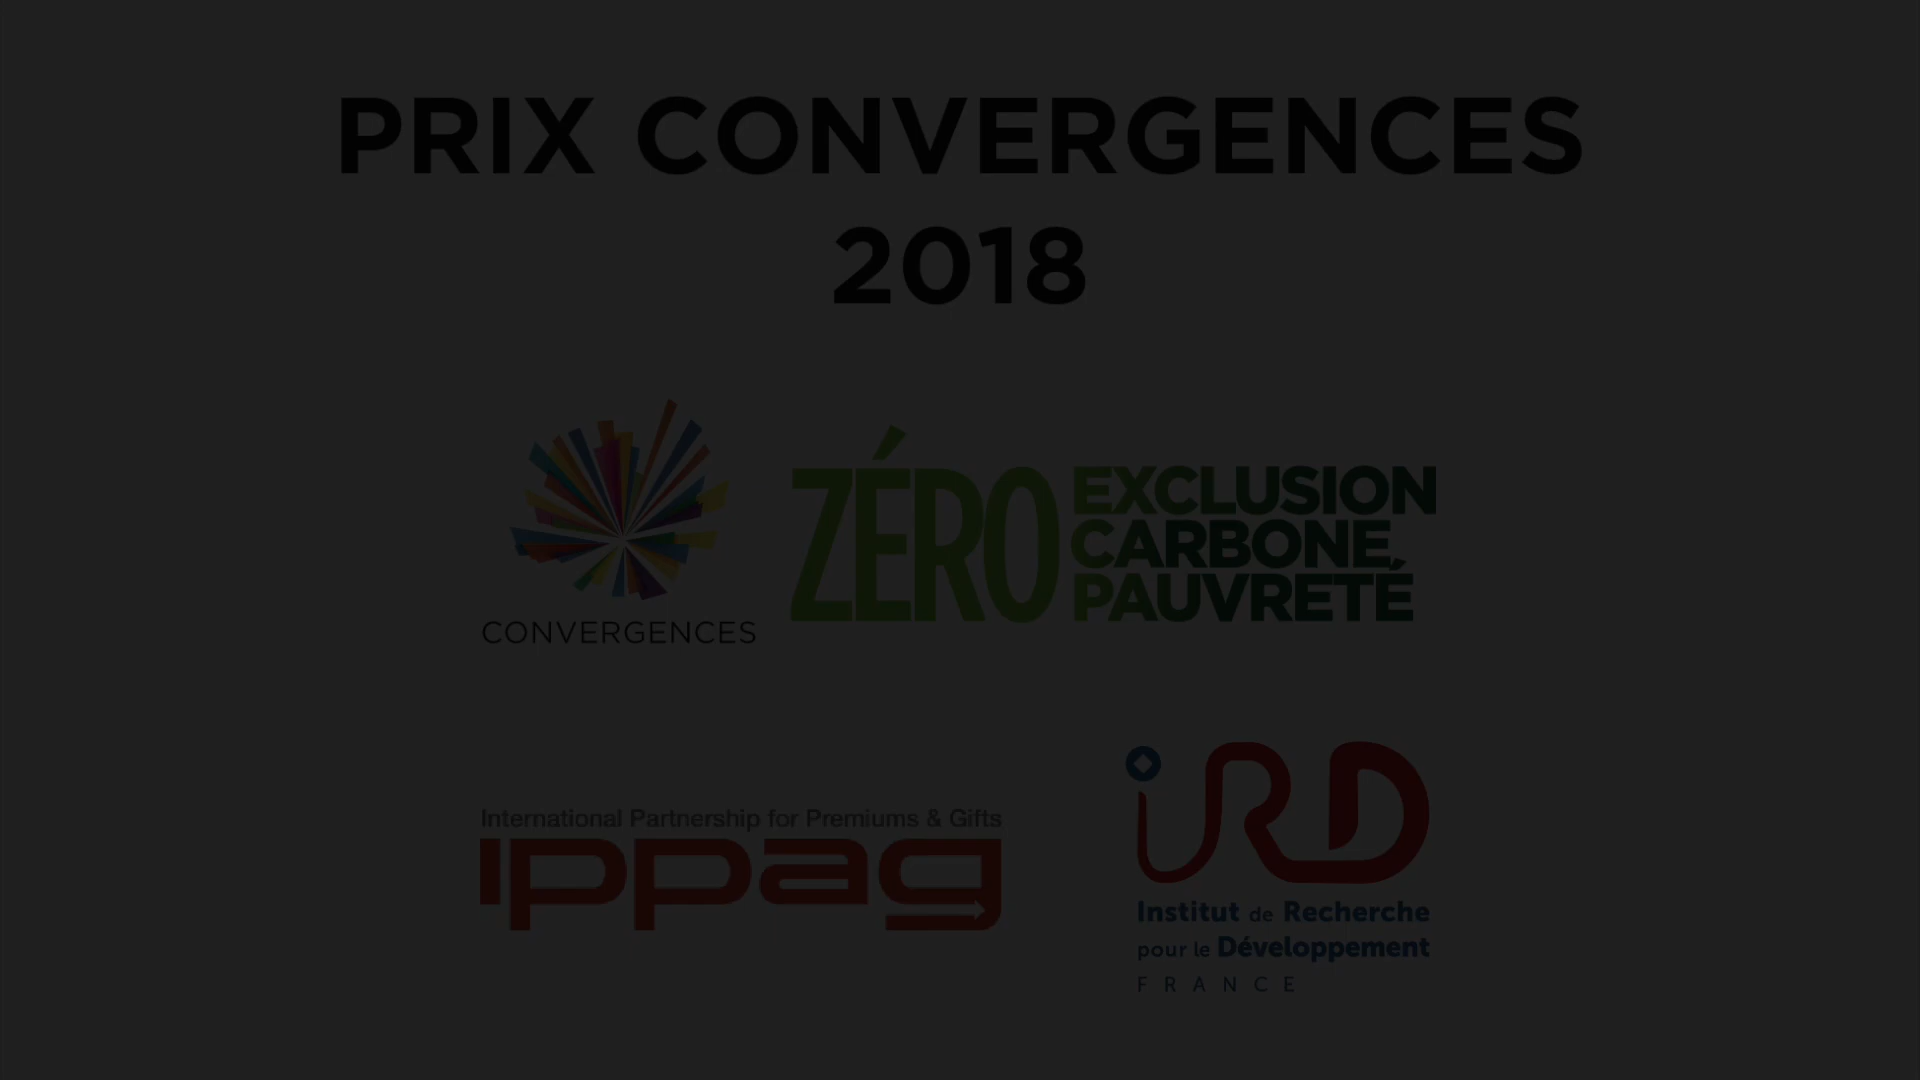 PRIX CONVERGENCES
2018
CONVERGENCES
ZÉRO
EXCLUSION
CARBONE,
PAUVRETÉ
International Partnership for Premiums & Gifts
ippag
iRD
Institut de Recherche
pour le Développement
FRANCE